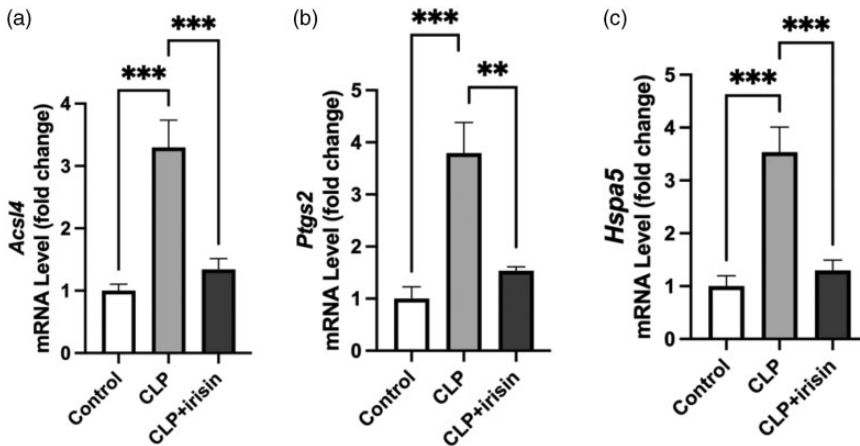 (a)
***
***
Acsl4
mRNA Level (fold change)
4
3
2
1
0
Control
CLP
CLP+irisin
(b)
***
**
Ptgs2
mRNA Level (fold change)
5
4
3
2
1
0
Control
CLP
CLP+irisin
(c)
***
***
Hspa5
mRNA Level (fold change)
5
4
3
2
1
0
Control
CLP
CLP+irisin